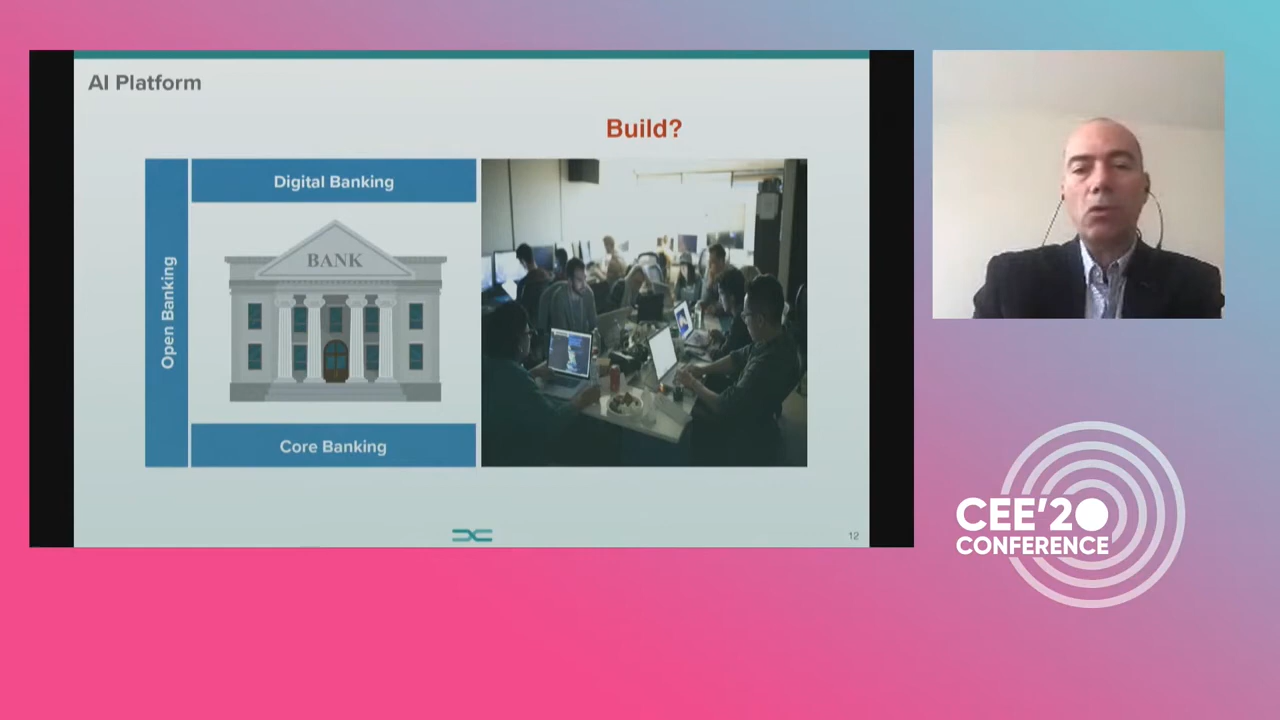 AI Platform
Build?
Digital Banking
Open Banking
BANK
Core Banking
12
CEE'20
CONFERENCE